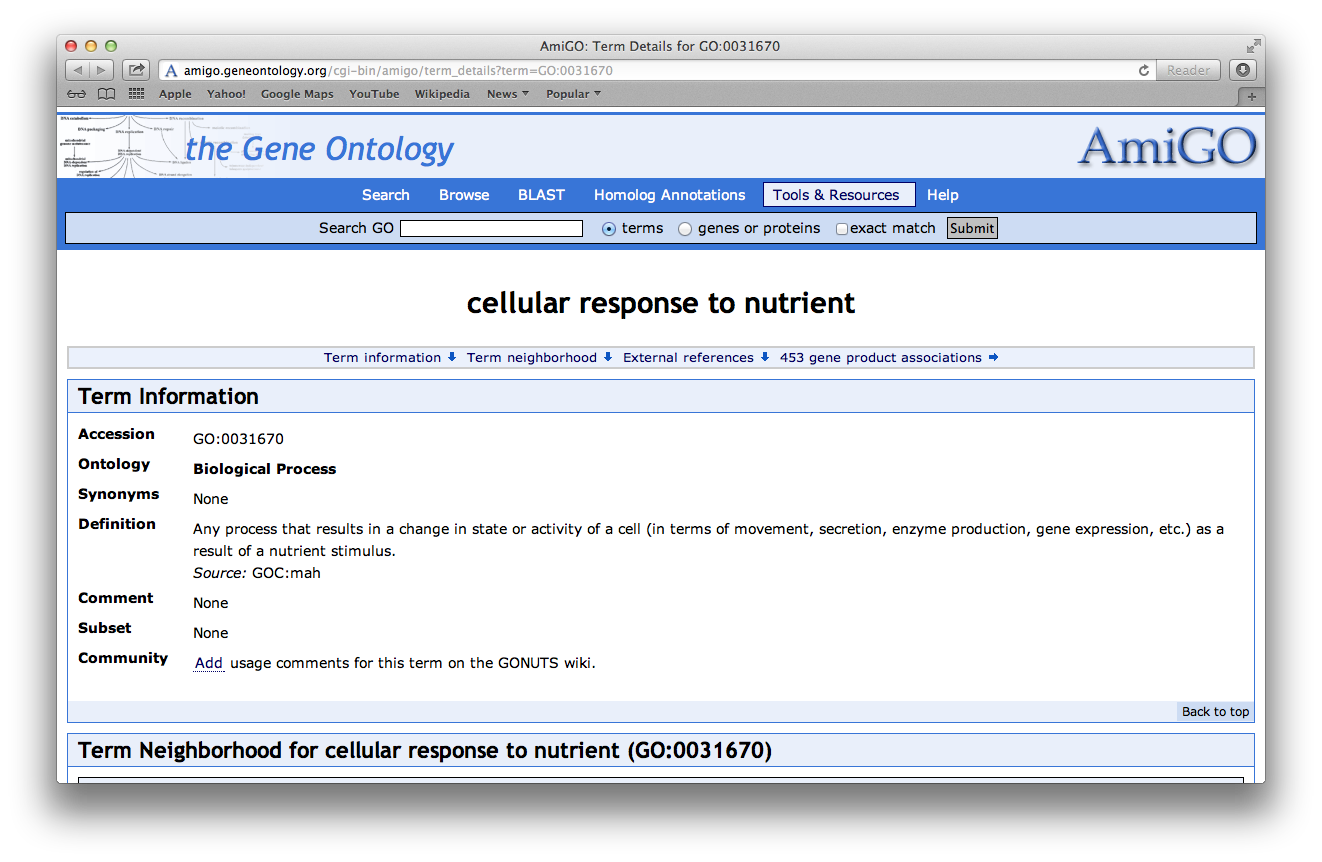 AmiGO: Term Details for GO:0031670
amigo.geneontology.org/cgi-bin/amigo/term_details?term=GO:0031670
Reader
Apple Yahoo! Google Maps YouTube Wikipedia News Popular
the Gene Ontology
AmiGO
Search Browse BLAST Homolog Annotations Tools & Resources Help
Search GO terms genes or proteins exact match Submit
cellular response to nutrient
Term information Term neighborhood External references 453 gene product associations
Term Information
Accession GO:0031670
Ontology Biological Process
Synonyms None
Definition Any process that results in a change in state or activity of a cell (in terms of movement, secretion, enzyme production, gene expression, etc.) as a
result of a nutrient stimulus.
Source: GOC:mah
Comment None
Subset None
Community Add usage comments for this term on the GONUTS wiki.
Back to top
Term Neighborhood for cellular response to nutrient (GO:0031670)